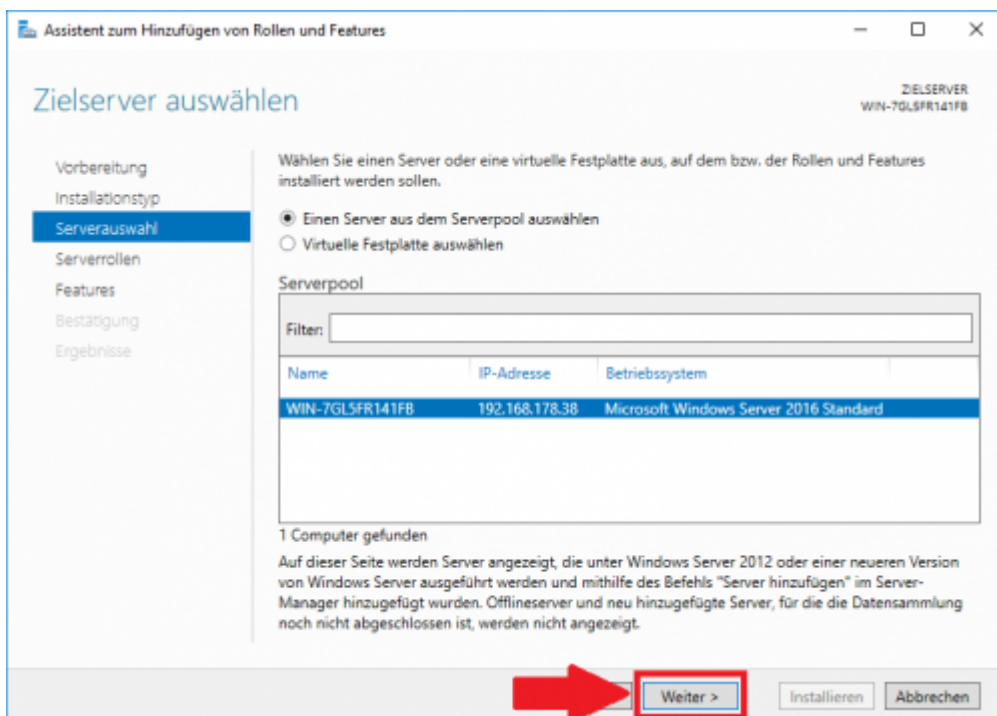 Assistent zum Hinzufügen von Rollen und Features
Zielserver auswählen
ZIELSERVER
WIN-7GL5FR141FB
Vorbereitung
Installationstyp
Serverauswahl
Serverrollen
Features
Bestätigung
Ergebnisse
Wählen Sie einen Server oder eine virtuelle Festplatte aus, auf dem bzw. der Rollen und Features
installiert werden sollen.
Einen Server aus dem Serverpool auswählen
Virtuelle Festplatte auswählen
Serverpool
Filter:
Name IP-Adresse Betriebssystem
WIN-7GL5FR141FB 192.168.178.38 Microsoft Windows Server 2016 Standard
1 Computer gefunden
Auf dieser Seite werden Server angezeigt, die unter Windows Server 2012 oder einer neueren Version
von Windows Server ausgeführt werden und mithilfe des Befehls "Server hinzufügen" im Server-
Manager hinzugefügt wurden. Offlineserver und neu hinzugefügte Server, für die die Datensammlung
noch nicht abgeschlossen ist, werden nicht angezeigt.
Weiter > Installieren Abbrechen